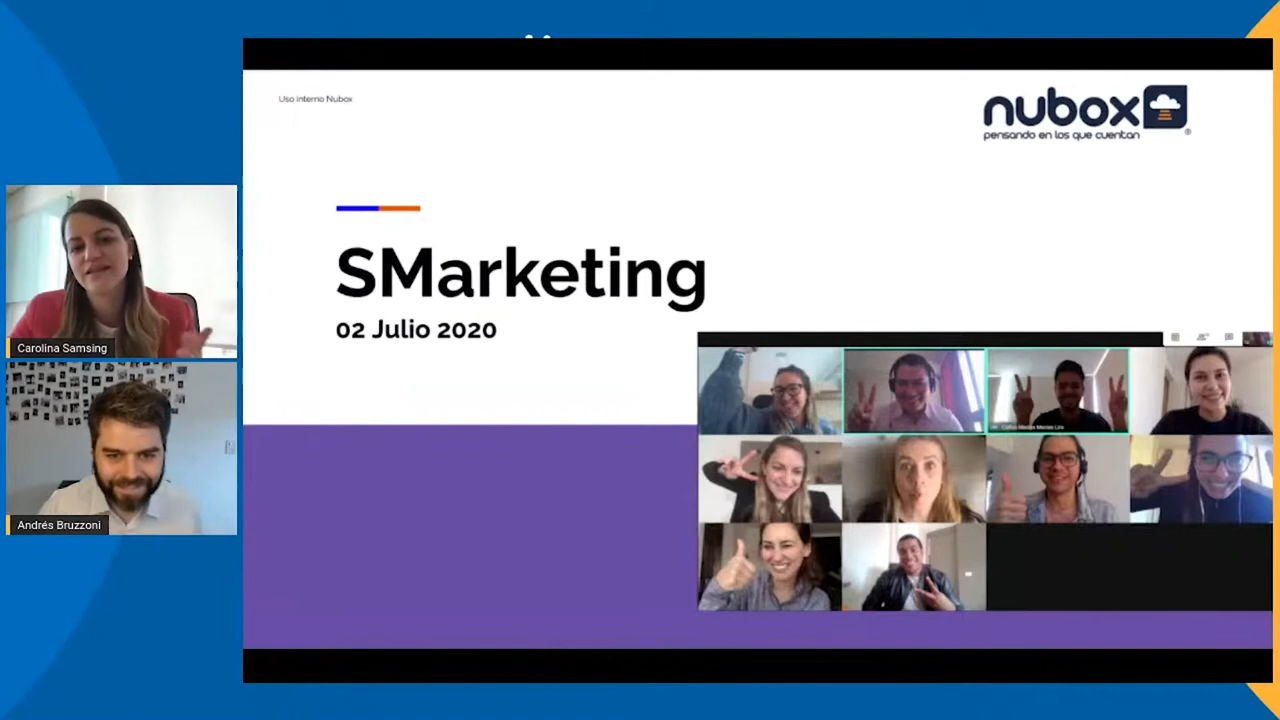 Uso interno Nubox
nubox
pensando en los que cuentan
®
SMarketing
02 Julio 2020
Carolina Samsing
Andrés Bruzzoni